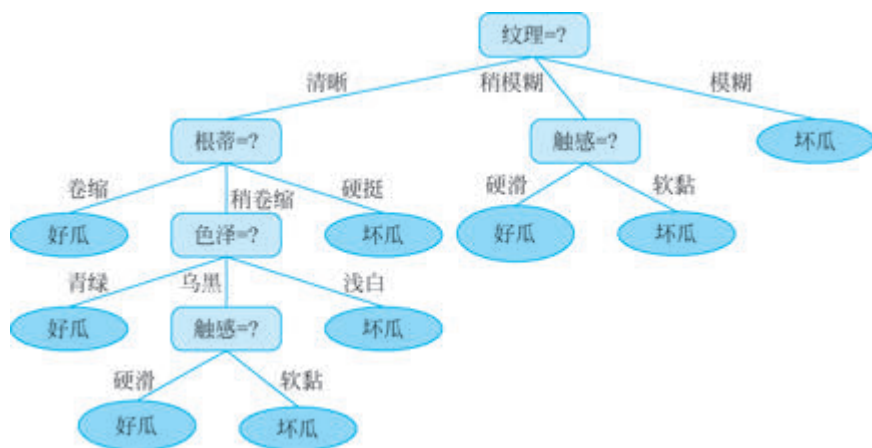 纹理=?
清晰 稍模糊 模糊
根蒂=? 触感=? 坏瓜
卷缩 稍卷缩 硬挺 硬滑 软黏
好瓜 色泽=? 坏瓜 好瓜 坏瓜
青绿 乌黑 浅白
好瓜 触感=? 坏瓜
硬滑 软黏
好瓜 坏瓜